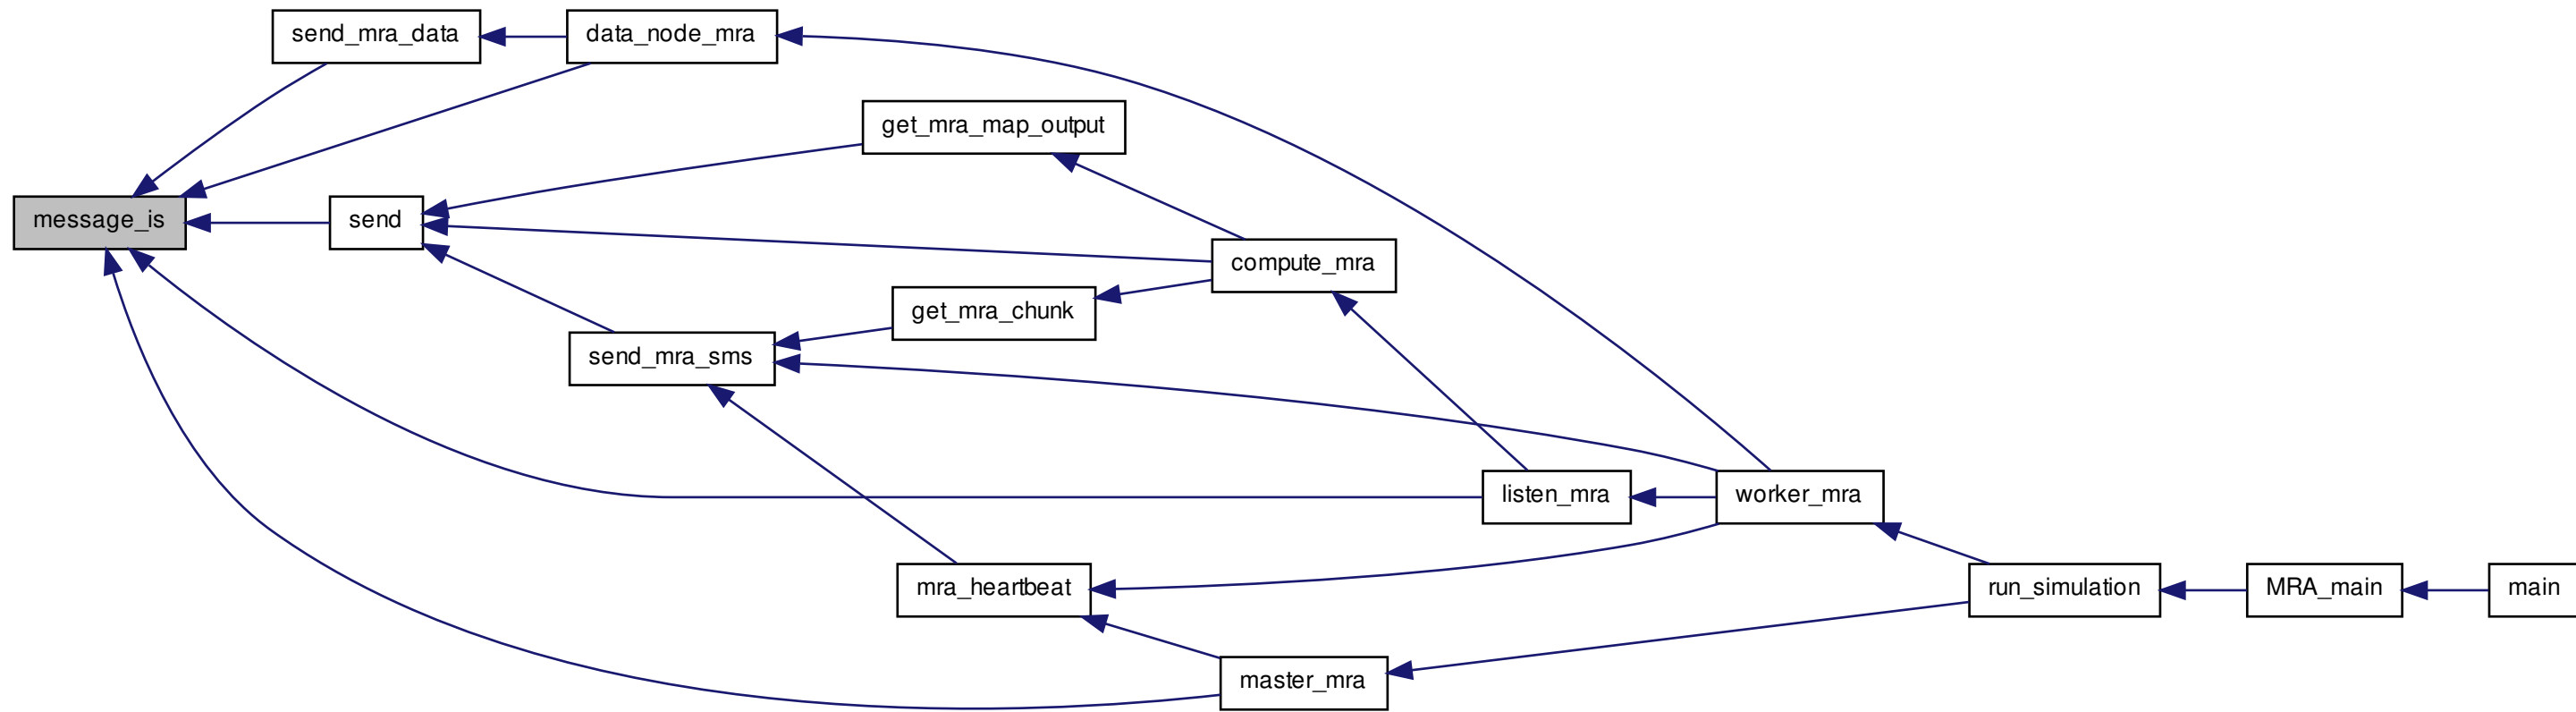 send_mra_data
data_node_mra
get_mra_map_output
message_is
send
compute_mra
get_mra_chunk
send_mra_sms
listen_mra
worker_mra
mra_heartbeat
run_simulation
MRA_main
main
master_mra